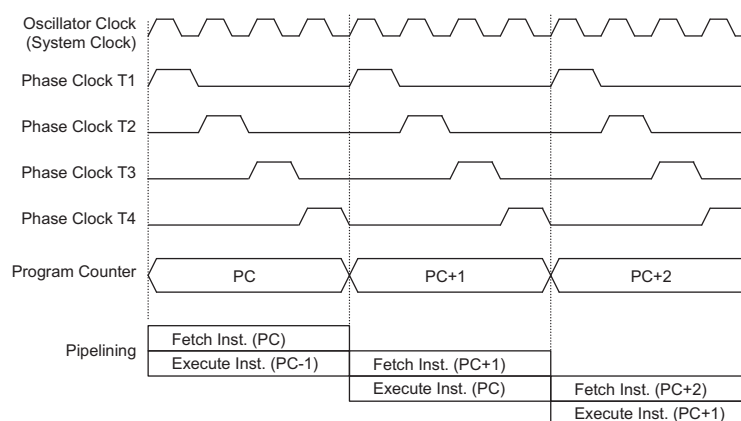 Oscillator Clock
(System Clock)
Phase Clock T1
Phase Clock T2
Phase Clock T3
Phase Clock T4
Program Counter
PC
PC+1
PC+2
Pipelining
Fetch Inst. (PC)
Execute Inst. (PC-1)
Fetch Inst. (PC+1)
Execute Inst. (PC)
Fetch Inst. (PC+2)
Execute Inst. (PC+1)